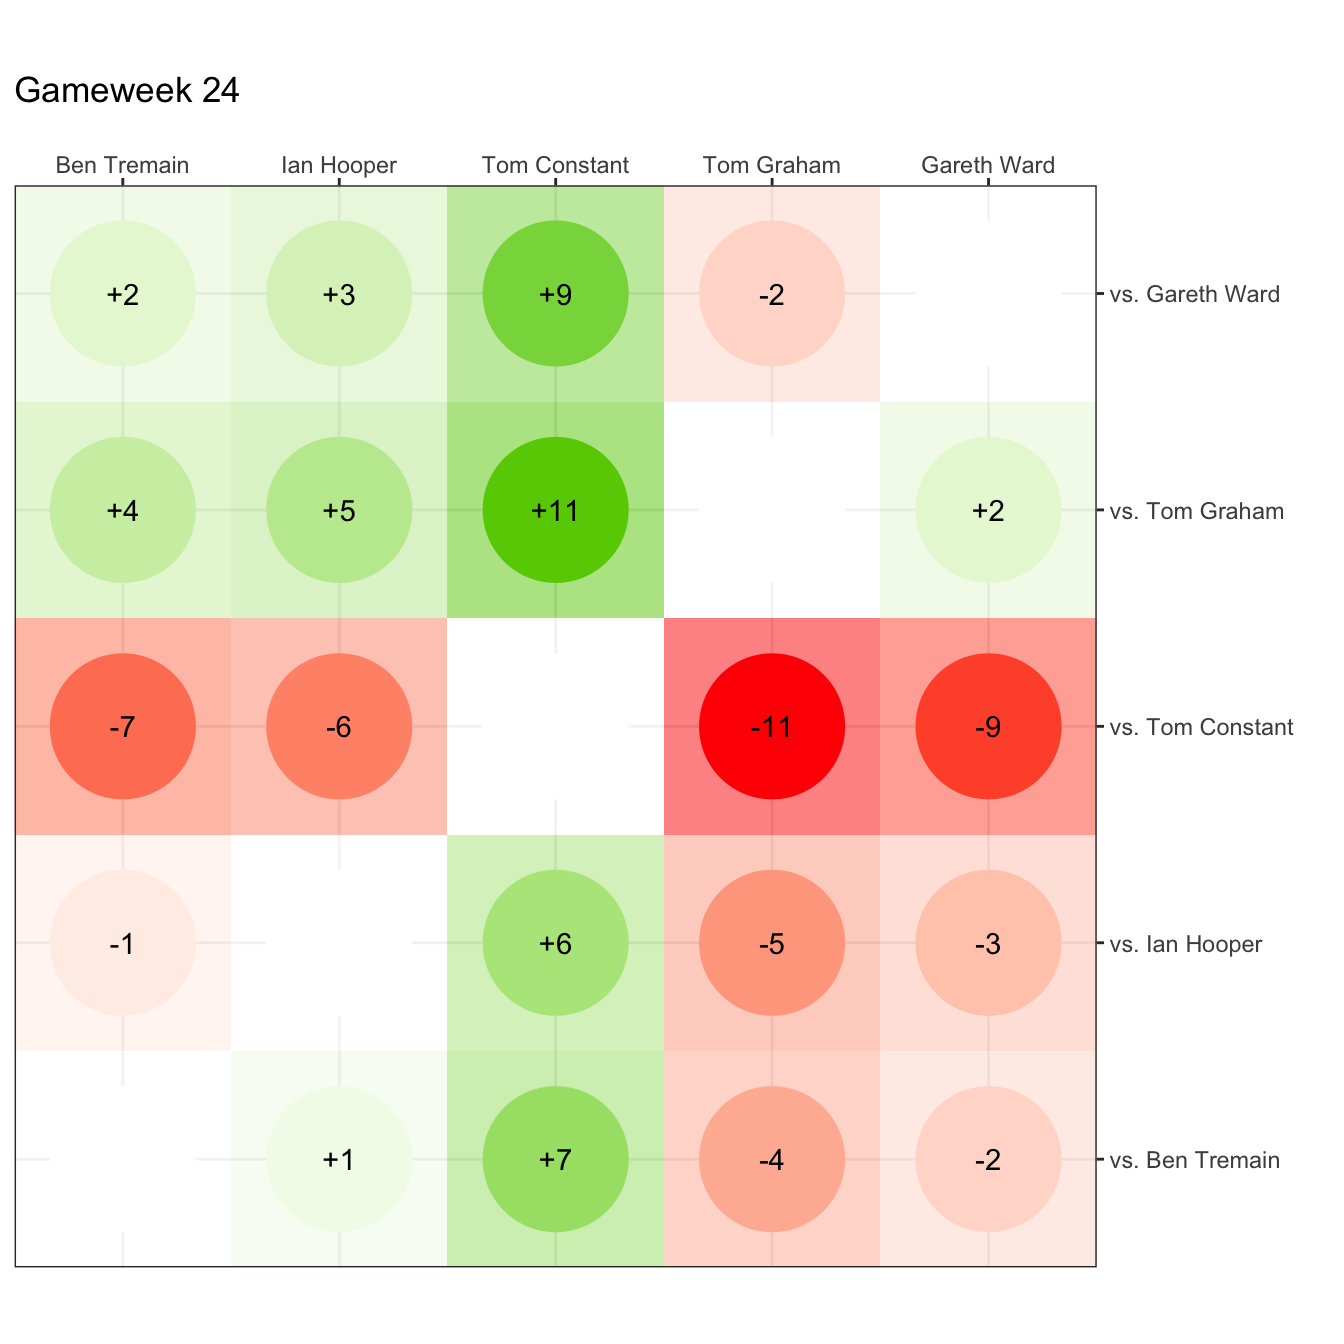 Gameweek 24
Ben Tremain Ian Hooper Tom Constant Tom Graham Gareth Ward
+2 +3 +9 -2 vs. Gareth Ward
+4 +5 +11 +2 vs. Tom Graham
-7 -6 -11 -9 vs. Tom Constant
-1 +6 -5 -3 vs. Ian Hooper
+1 +7 -4 -2 vs. Ben Tremain